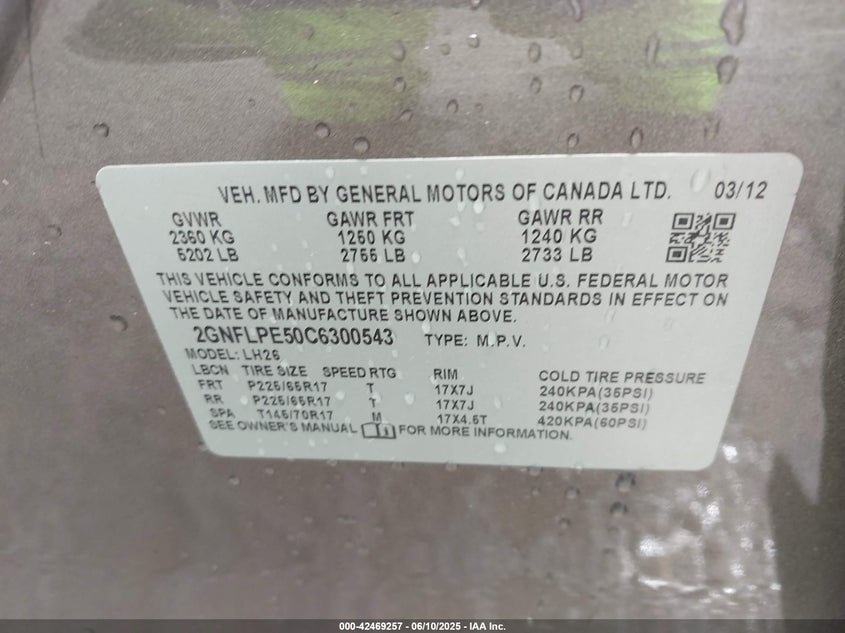 VEH. MFD BY GENERAL MOTORS OF CANADA LTD. 03/12
GVWR GAWR FRT GAWR RR
2360 KG 1250 KG 1240 KG
5202 LB 2755 LB 2733 LB
THIS VEHICLE CONFORMS TO ALL APPLICABLE U.S. FEDERAL MOTOR
VEHICLE SAFETY AND THEFT PREVENTION STANDARDS IN EFFECT ON
THE DATE OF MANUFACTURE SHOWN ABOVE.
2GNFLPE50C6300543 TYPE: M.P.V.
MODEL: LH26
LBCN TIRE SIZE SPEED RTG RIM COLD TIRE PRESSURE
FRT P225/65R17 T 17X7J 240KPA(35PSI)
RR P225/65R17 T 17X7J 240KPA(35PSI)
SPA T145/70R17 M 17X4.5T 420KPA(60PSI)
SEE OWNER'S MANUAL FOR MORE INFORMATION.
000-42469257 - 06/10/2025 - IAA Inc.